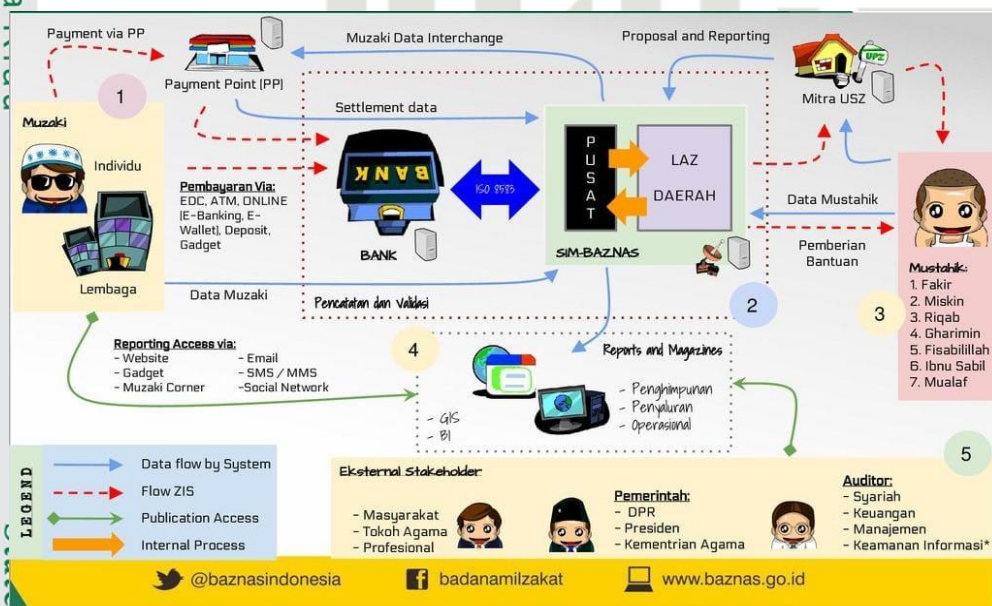 Payment via PP
Payment Point (PP)
Muzaki Data Interchange
Proposal and Reporting
UPZ
Mitra USZ
1
Muzaki
Individu
Lembaga
Settlement data
Pembayaran Via:
EDC, ATM, ONLINE
(E-Banking, E-
Wallet), Deposit,
Gadget
BANK
BANK
ISO 8583
PUSAT
LAZ
DAERAH
SIM-BAZNAS
Data Mustahik
Pemberian
Bantuan
Data Muzaki
Pencatatan dan Validasi
2
3
Mustahik:
1. Fakir
2. Miskin
3. Riqab
4. Gharimin
5. Fisabilillah
6. Ibnu Sabil
7. Mualaf
Reporting Access via:
- Website
- Gadget
- Muzaki Corner
- Email
- SMS / MMS
-Social Network
4
Reports and Magazines
- GIS
- BI
- Penghimpunan
- Penyaluran
- Operasional
LEGEND
Data flow by System
Flow ZIS
Publication Access
Internal Process
5
Eksternal Stakeholder
- Masyarakat
- Tokoh Agama
- Profesional
Pemerintah:
- DPR
- Presiden
- Kementrian Agama
Auditor:
- Syariah
- Keuangan
- Manajemen
- Keamanan Informasi*
@baznasindonesia
badanamilzakat
www.baznas.go.id